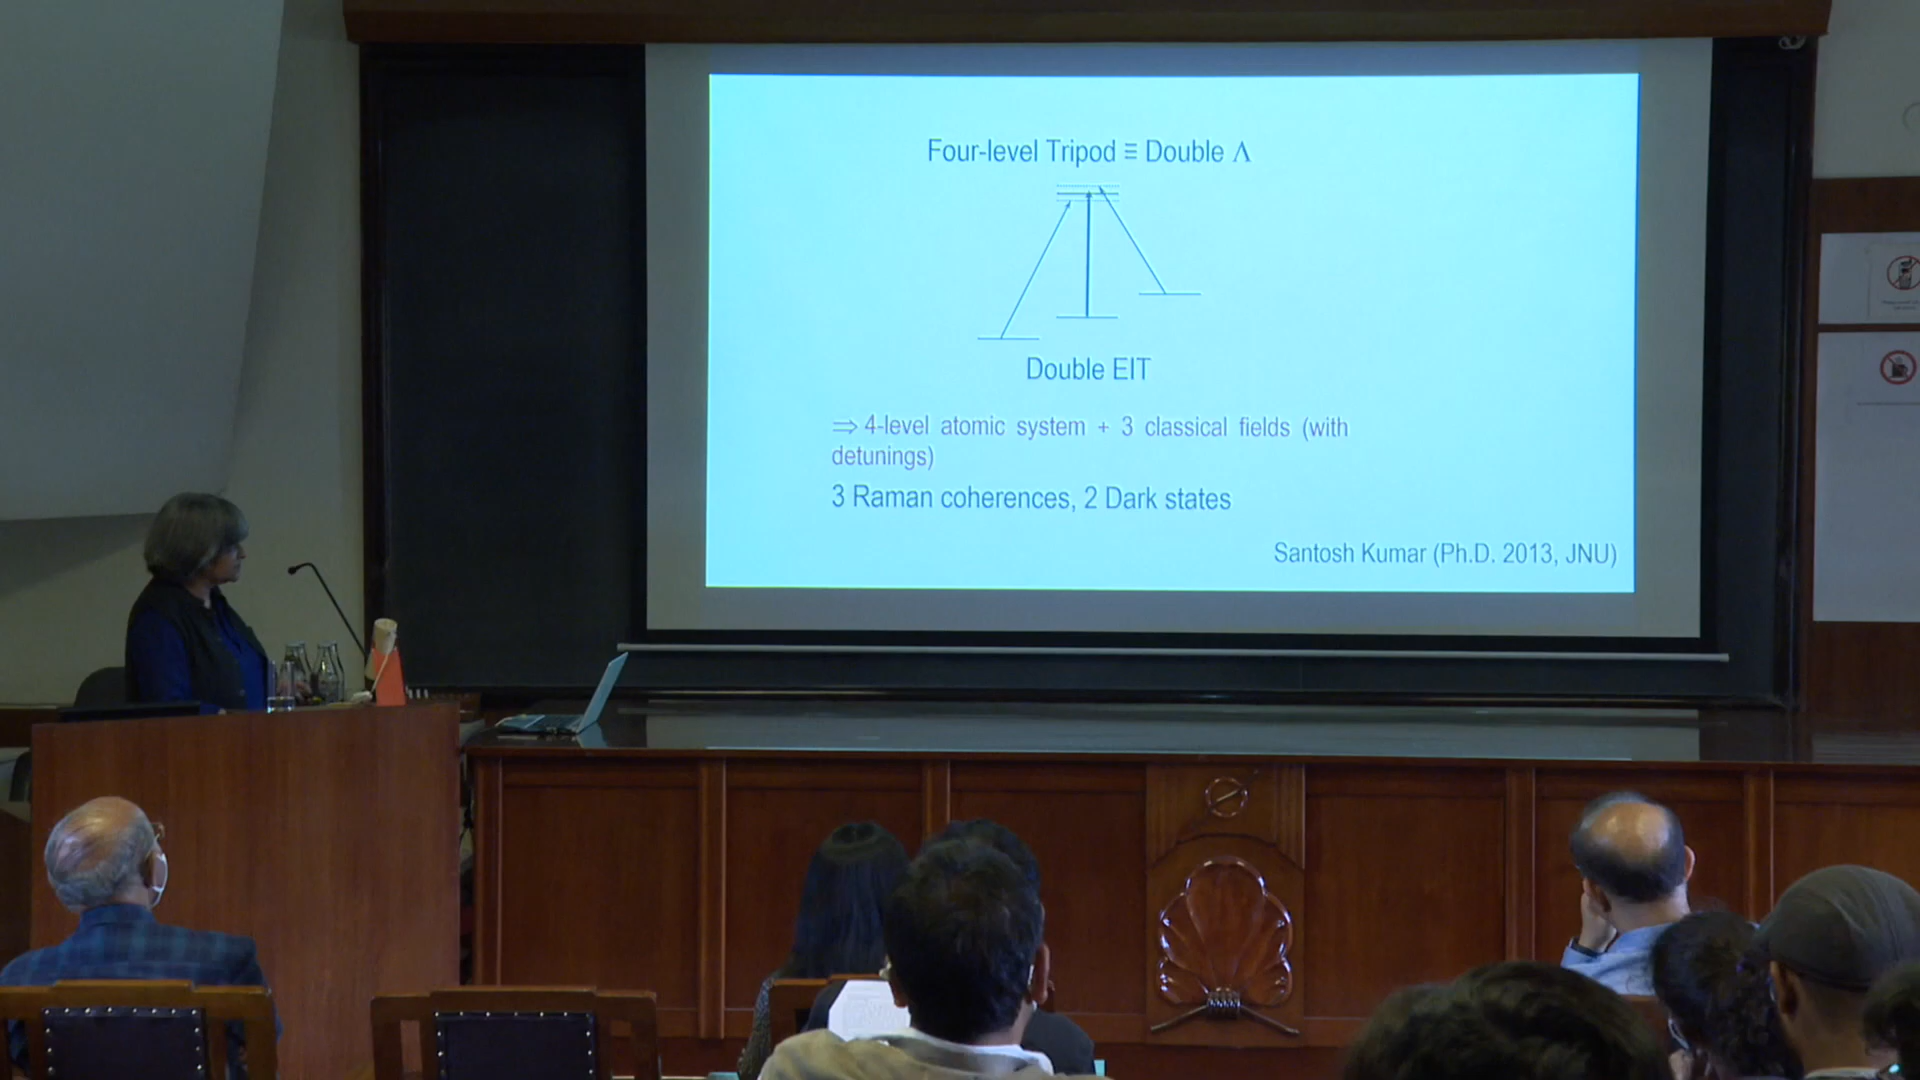 Four-level Tripod ≡ Double Λ
Double EIT
⇒ 4-level atomic system + 3 classical fields (with
detunings)
3 Raman coherences, 2 Dark states
Santosh Kumar (Ph.D. 2013, JNU)